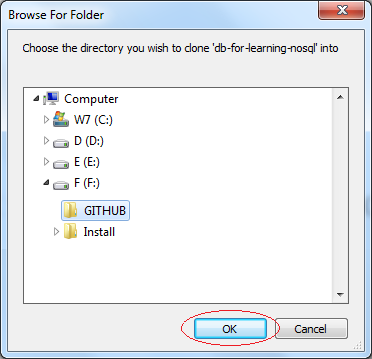 Browse For Folder
Choose the directory you wish to clone 'db-for-learning-nosql' into
Computer
W7 (C:)
D (D:)
E (E:)
F (F:)
GITHUB
Install
OK
Cancel